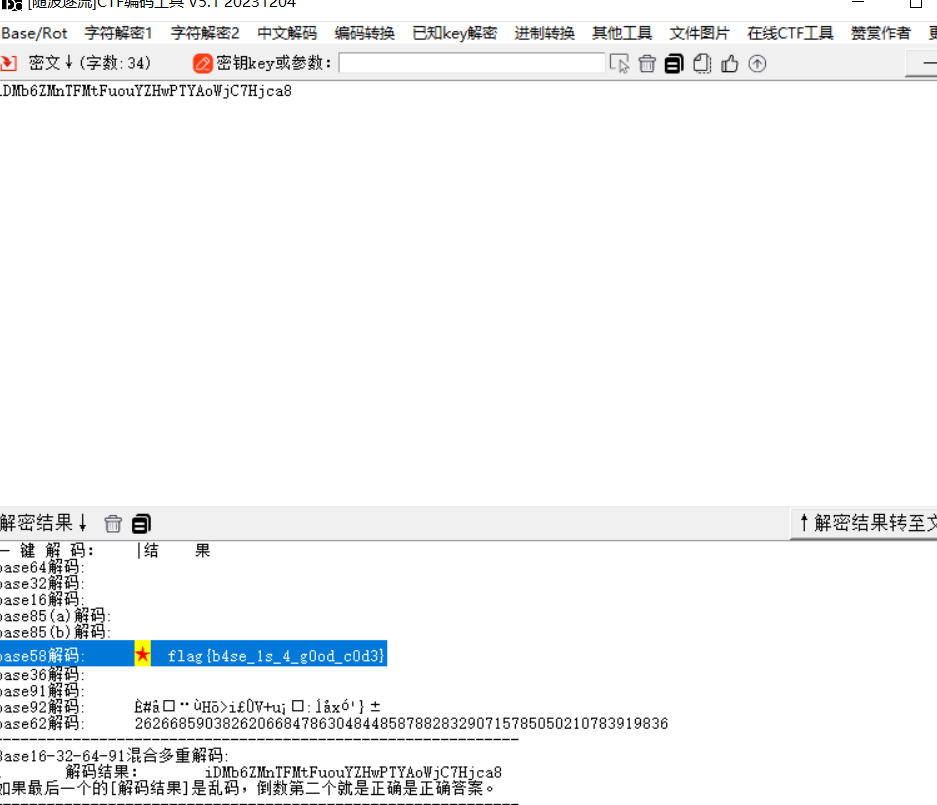 [随波逐流]CTF编码工具 V5.1 20231204
Base/Rot 字符解密1 字符解密2 中文解码 编码转换 已知key解密 进制转换 其他工具 文件图片 在线CTF工具 赞赏作者
密文↓(字数:34) 密钥key或参数:
iDMb6ZMnTFMtFuouYZHwPTYAoWjC7Hjca8
解密结果↓ ↑解密结果转至文
一 键 解 码: |结 果
base64解码:
base32解码:
base16解码:
base85(a)解码:
base85(b)解码:
base58解码: ★ flag{b4se_1s_4_g0od_c0d3}
base36解码:
base91解码:
base92解码:
base62解码: 26266859038262066847863048448587882832907157850502107839​19836
Base16-32-64-91混合多重解码:
解码结果: iDMb6ZMnTFMtFuouYZHwPTYAoWjC7Hjca8
如果最后一个的[解码结果]是乱码，倒数第二个就是正确是正确答案。